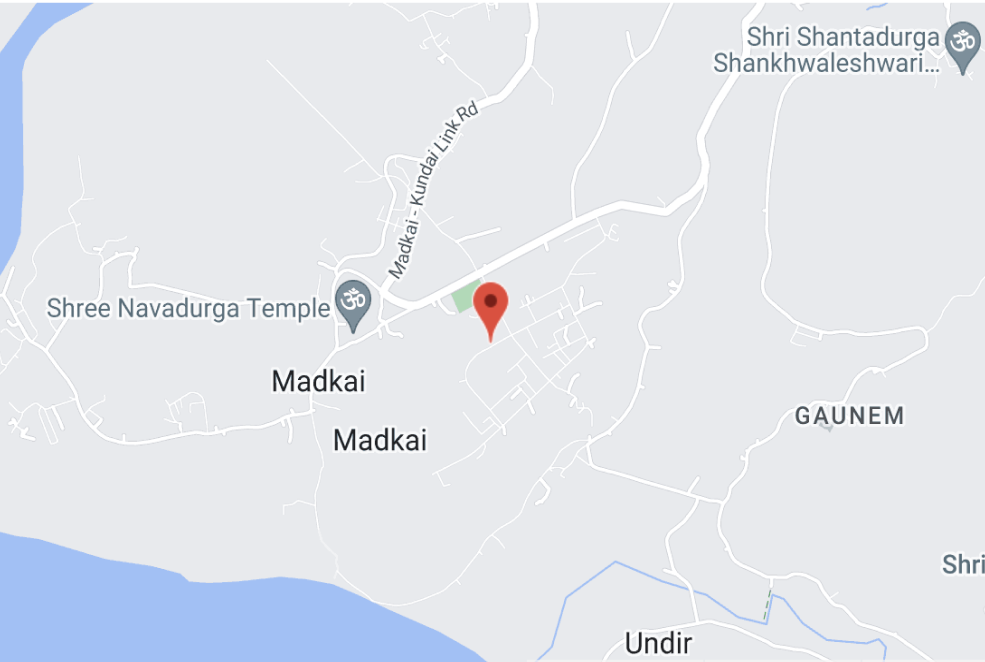 Shri Shantadurga
Shankhwaleshwari...
Madkai - Kundai Link Rd
Shree Navadurga Temple
Madkai
Madkai
GAUNEM
Shri
Undir